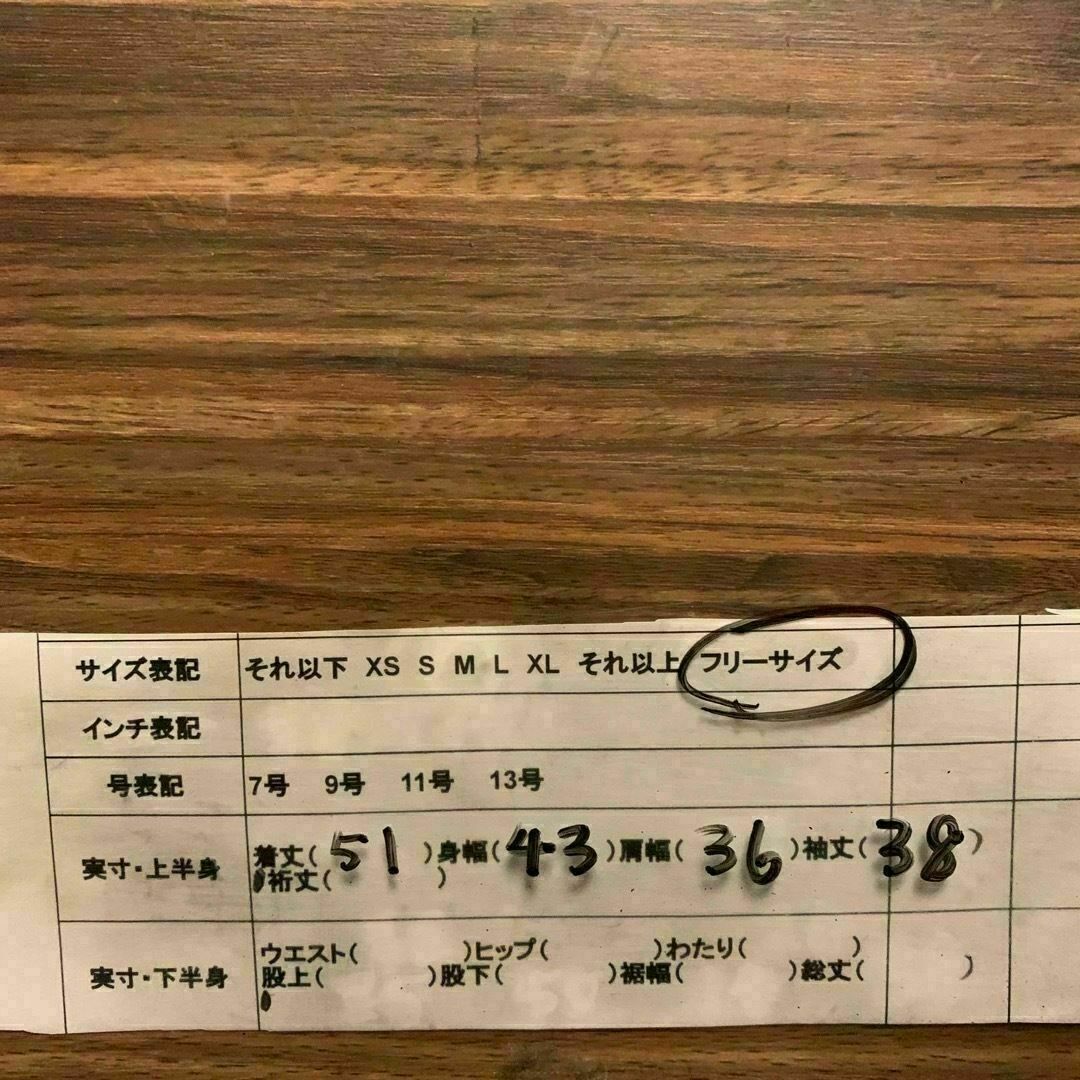 サイズ表記 それ以下 XS S M L XL それ以上 フリーサイズ
インチ表記
号表記 7号 9号 11号 13号
実寸・上半身 着丈( 51 )身幅( 43 )肩幅( 36 )袖丈( 38 )
裄丈( )
実寸・下半身 ウエスト( )ヒップ( )わたり( )
股上( )股下( )裾幅( )総丈( )